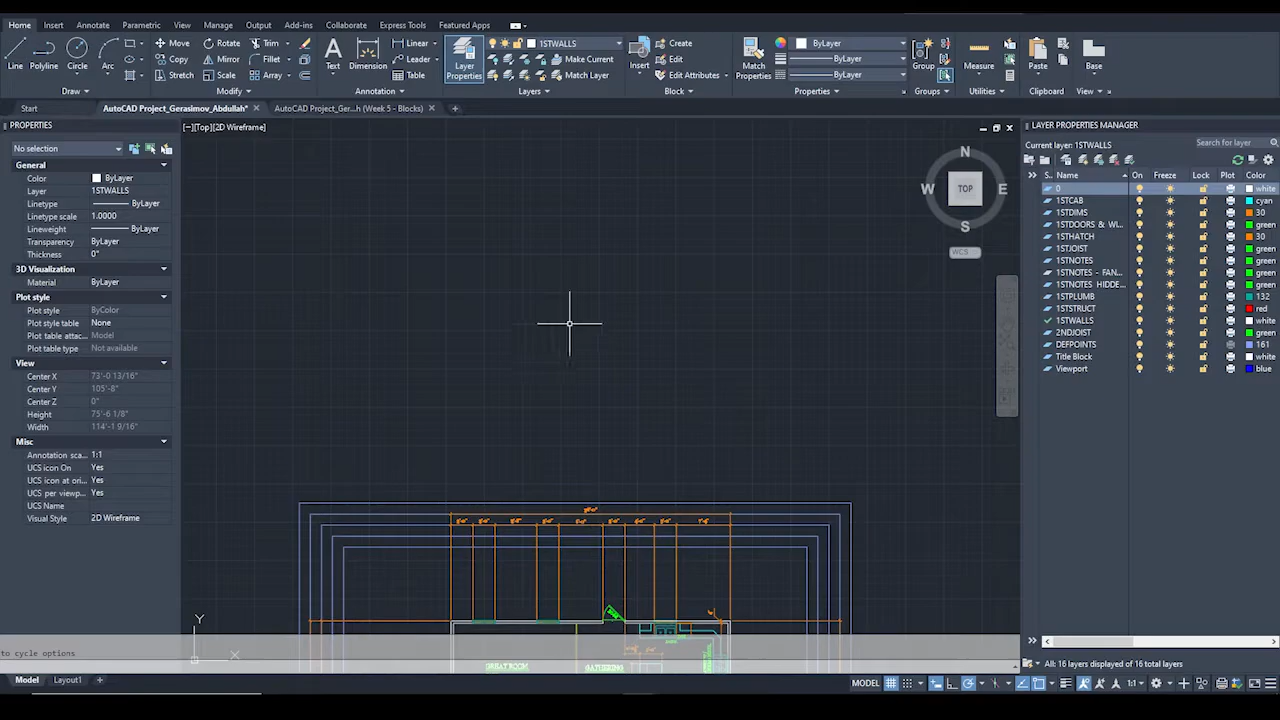 Home Insert Annotate Parametric View Manage Output Add-ins Collaborate Express Tools Featured Apps
Line Polyline Circle Arc
Move Rotate Trim
Copy Mirror Fillet
Stretch Scale Array
Text Dimension
Linear
Leader
Table
Layer Properties
1STWALLS
Make Current
Match Layer
Insert
Create
Edit
Edit Attributes
Match Properties
ByLayer
ByLayer
ByLayer
Group
Measure
Paste
Base
Draw Modify Annotation Layers Block Properties Groups Utilities Clipboard View
Start AutoCAD Project_Gerasimov_Abdullah* AutoCAD Project_Ger...h (Week 5 - Blocks)
PROPERTIES
No selection
General
Color ByLayer
Layer 1STWALLS
Linetype ByLayer
Linetype scale 1.0000
Lineweight ByLayer
Transparency ByLayer
Thickness 0"
3D Visualization
Material ByLayer
Plot style
Plot style ByColor
Plot style table None
Plot table attac... Model
Plot table type Not available
View
Center X 73'-0 13/16"
Center Y 105'-8"
Center Z 0"
Height 75'-6 1/8"
Width 114'-1 9/16"
Misc
Annotation sca... 1:1
UCS icon On Yes
UCS icon at ori... Yes
UCS per viewp... Yes
UCS Name
Visual Style 2D Wireframe
[−][Top][2D Wireframe]
N
W TOP E
S
WCS
Y
to cycle options
Model Layout1
LAYER PROPERTIES MANAGER
Current layer: 1STWALLS
Search for layer
S.. Name On Freeze Lock Plot Color
0 white
1STCAB cyan
1STDIMS 30
1STDOORS & WI... green
1STHATCH 30
1STJOIST green
1STNOTES green
1STNOTES - FAN... green
1STNOTES HIDDE... green
1STPLUMB 132
1STSTRUCT red
1STWALLS white
2NDJOIST green
DEFPOINTS 161
Title Block white
Viewport blue
All: 16 layers displayed of 16 total layers
MODEL 1:1